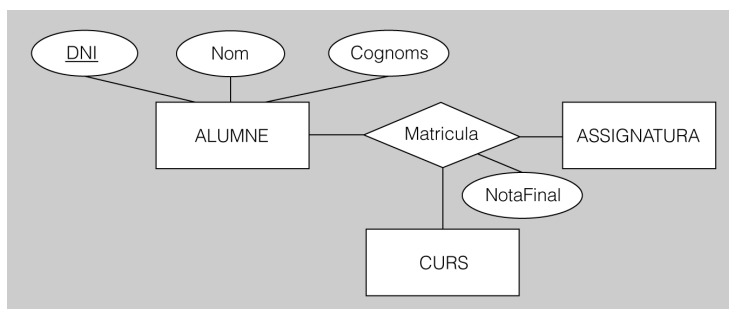 DNI
Nom
Cognoms
ALUMNE
Matricula
ASSIGNATURA
NotaFinal
CURS